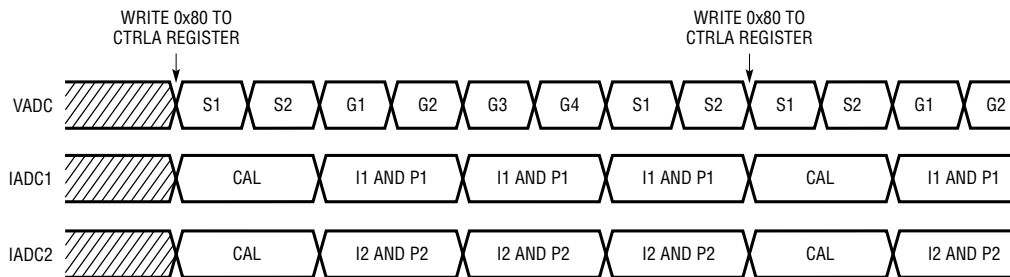 WRITE 0x80 TO
CTRLA REGISTER
WRITE 0x80 TO
CTRLA REGISTER
VADC S1 S2 G1 G2 G3 G4 S1 S2 S1 S2 G1 G2
IADC1 CAL I1 AND P1 I1 AND P1 I1 AND P1 CAL I1 AND P1
IADC2 CAL I2 AND P2 I2 AND P2 I2 AND P2 CAL I2 AND P2